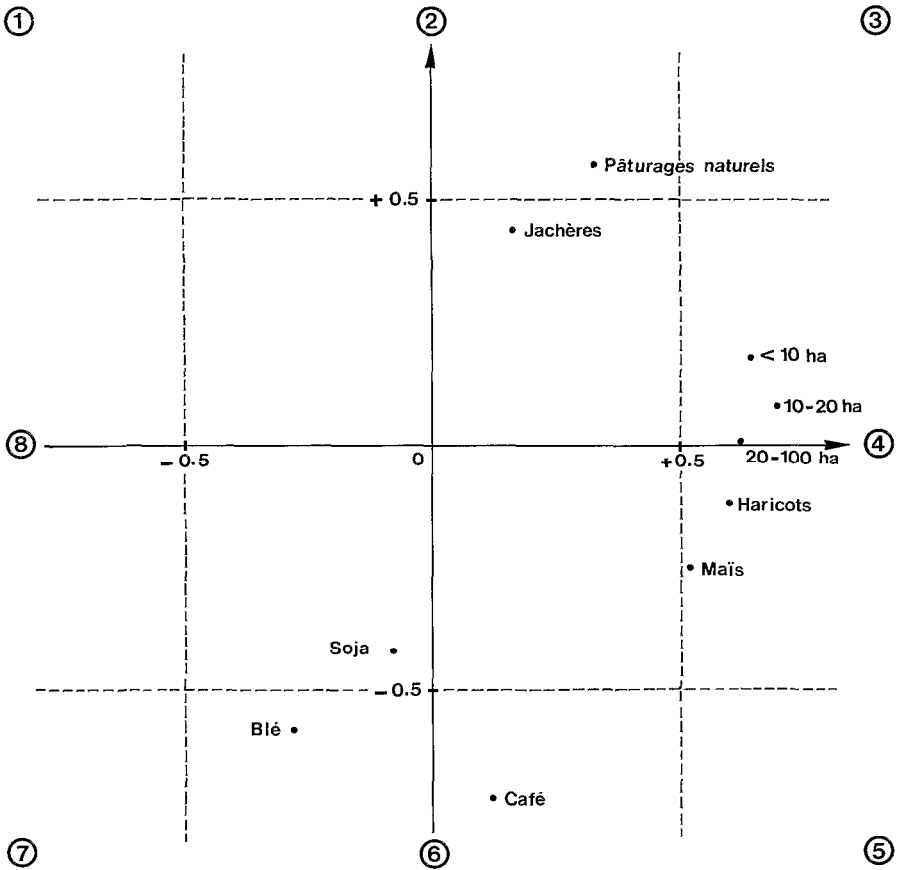 ① ② ③
Pâturages naturels
+ 0.5
Jachères
< 10 ha
10-20 ha
⑧ ④
- 0.5 0 +0.5 20-100 ha
Haricots
Maïs
Soja
- 0.5
Blé
Café
⑦ ⑥ ⑤